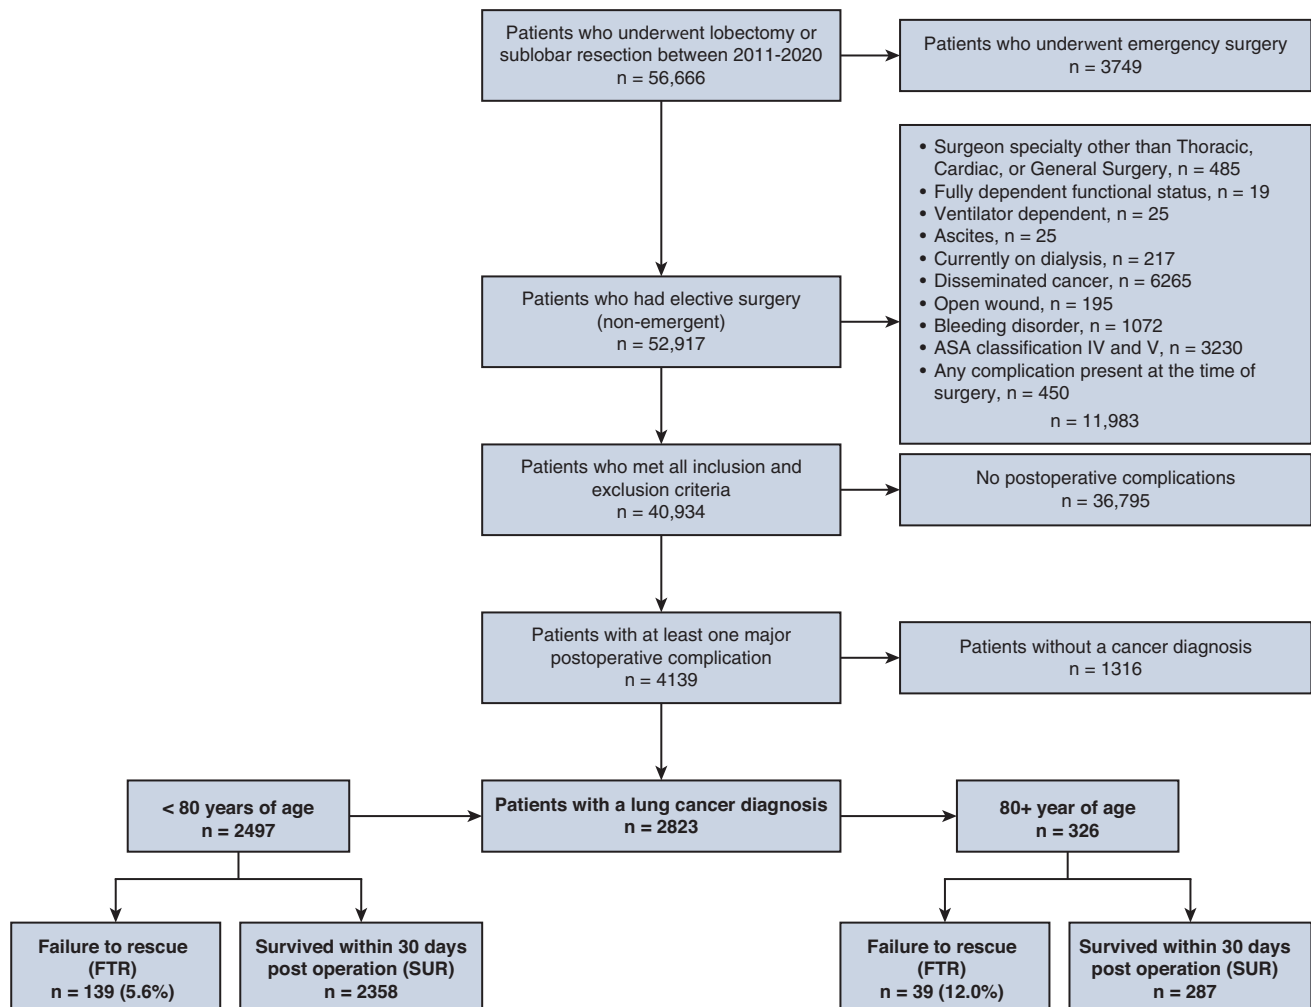 Patients who underwent lobectomy or
sublobar resection between 2011-2020
n = 56,666
Patients who underwent emergency surgery
n = 3749
• Surgeon specialty other than Thoracic,
Cardiac, or General Surgery, n = 485
• Fully dependent functional status, n = 19
• Ventilator dependent, n = 25
• Ascites, n = 25
• Currently on dialysis, n = 217
• Disseminated cancer, n = 6265
• Open wound, n = 195
• Bleeding disorder, n = 1072
• ASA classification IV and V, n = 3230
• Any complication present at the time of
surgery, n = 450
n = 11,983
Patients who had elective surgery
(non-emergent)
n = 52,917
Patients who met all inclusion and
exclusion criteria
n = 40,934
No postoperative complications
n = 36,795
Patients with at least one major
postoperative complication
n = 4139
Patients without a cancer diagnosis
n = 1316
< 80 years of age
n = 2497
Patients with a lung cancer diagnosis
n = 2823
80+ year of age
n = 326
Failure to rescue
(FTR)
n = 139 (5.6%)
Survived within 30 days
post operation (SUR)
n = 2358
Failure to rescue
(FTR)
n = 39 (12.0%)
Survived within 30 days
post operation (SUR)
n = 287